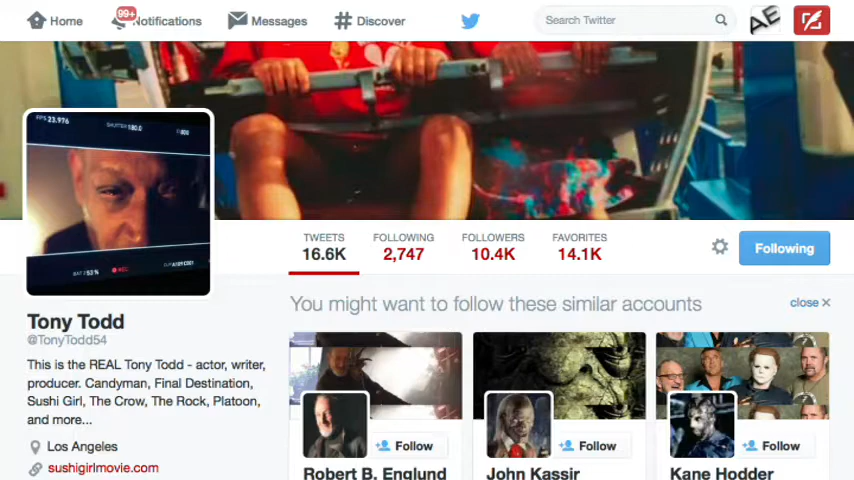 Home
99+
Notifications
Messages
Discover
Search Twitter
AE
FPS 23.976
SHUTTER 180.0
TWEETS
FOLLOWING
FOLLOWERS
FAVORITES
16.6K
2,747
10.4K
14.1K
Following
You might want to follow these similar accounts
close
Tony Todd
@TonyTodd54
This is the REAL Tony Todd - actor, writer,
producer. Candyman, Final Destination,
Sushi Girl, The Crow, The Rock, Platoon,
and more...
Los Angeles
sushigirlmovie.com
Follow
Follow
Follow
Robert B. Englund
John Kassir
Kane Hodder